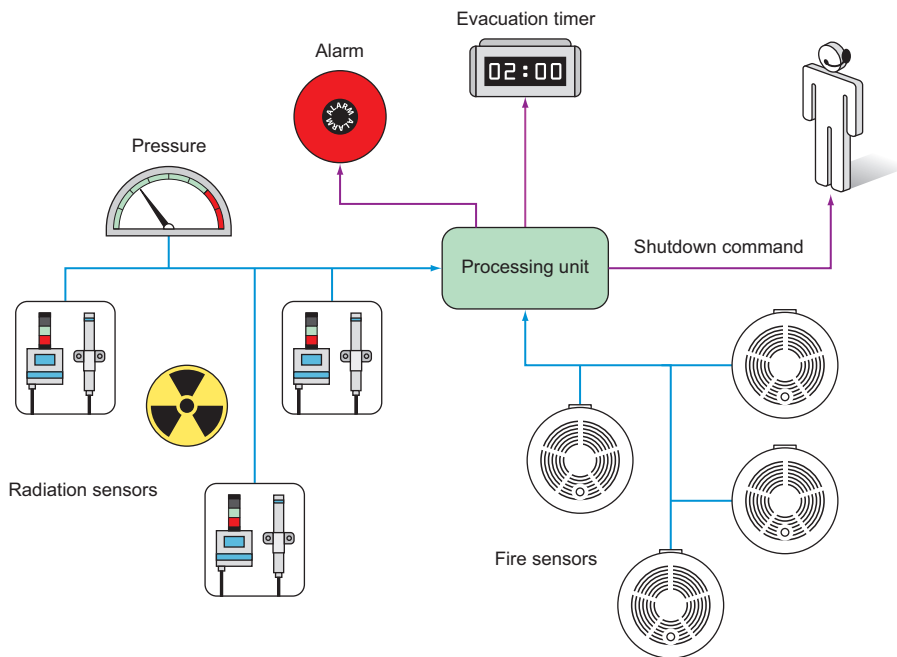 Evacuation timer
Alarm
02:00
ALARM ALARM
Pressure
Processing unit
Shutdown command
Radiation sensors
Fire sensors